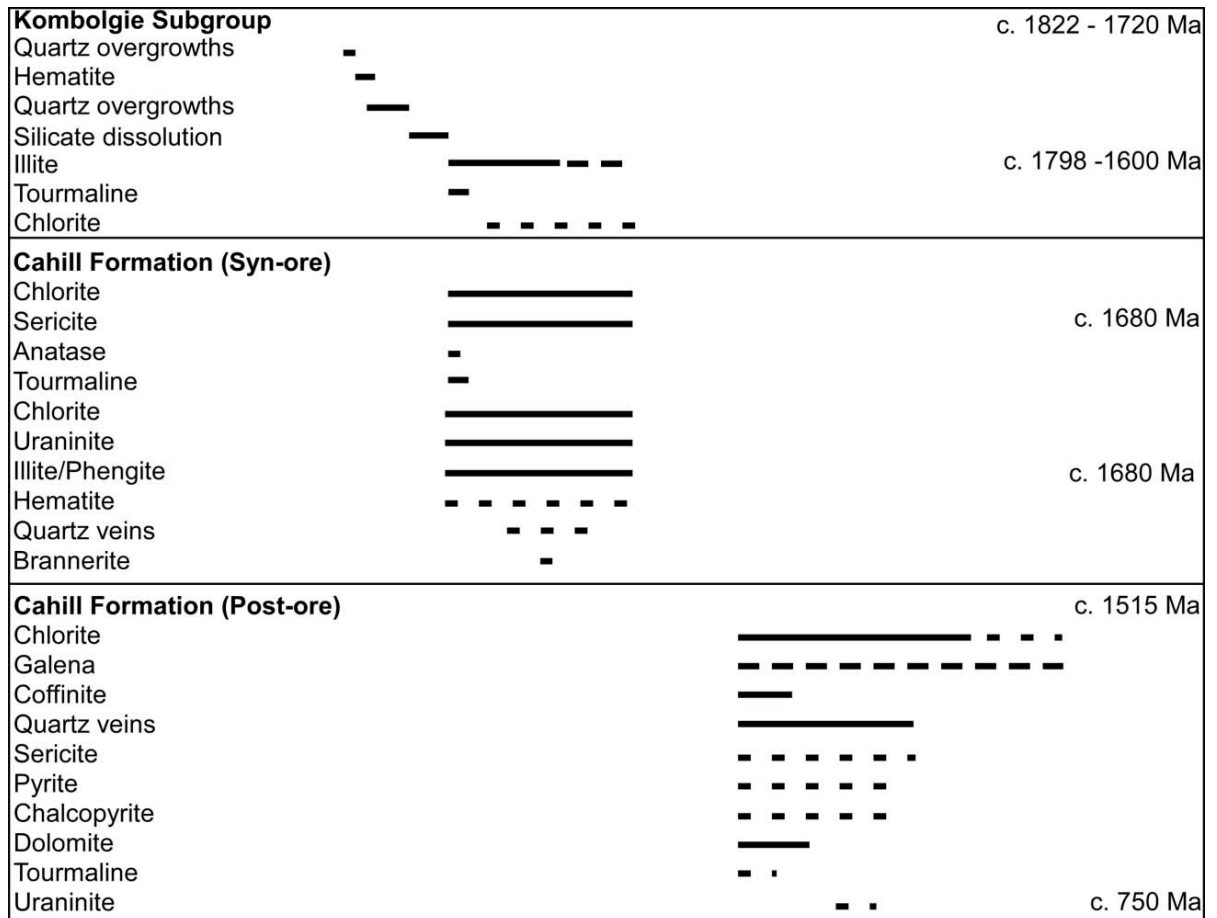 Kombolgie Subgroup c. 1822 - 1720 Ma
Quartz overgrowths
Hematite
Quartz overgrowths
Silicate dissolution
Illite c. 1798 -1600 Ma
Tourmaline
Chlorite
Cahill Formation (Syn-ore)
Chlorite
Sericite c. 1680 Ma
Anatase
Tourmaline
Chlorite
Uraninite
Illite/Phengite c. 1680 Ma
Hematite
Quartz veins
Brannerite
Cahill Formation (Post-ore) c. 1515 Ma
Chlorite
Galena
Coffinite
Quartz veins
Sericite
Pyrite
Chalcopyrite
Dolomite
Tourmaline
Uraninite c. 750 Ma